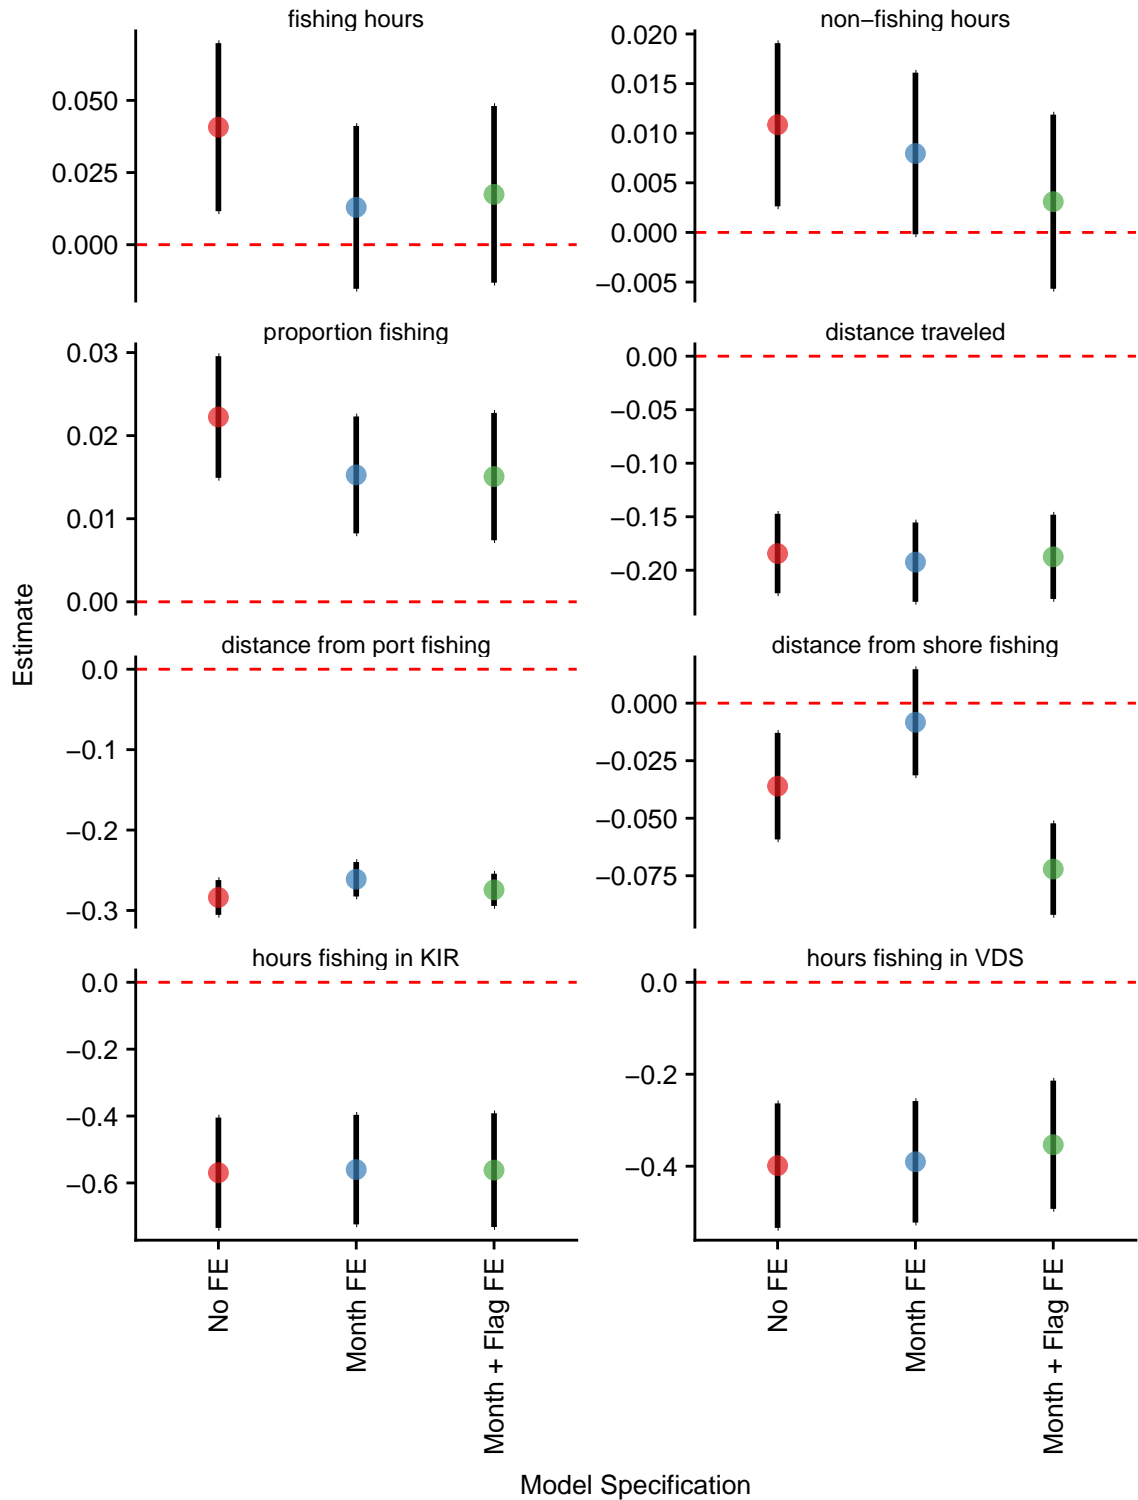 fishing hours
0.050
0.025
0.000
non−fishing hours
0.020
0.015
0.010
0.005
0.000
−0.005
proportion fishing
0.03
0.02
0.01
0.00
distance traveled
0.00
−0.05
−0.10
−0.15
−0.20
distance from port fishing
0.0
−0.1
−0.2
−0.3
distance from shore fishing
0.000
−0.025
−0.050
−0.075
hours fishing in KIR
0.0
−0.2
−0.4
−0.6
hours fishing in VDS
0.0
−0.2
−0.4
Estimate
No FE
Month FE
Month + Flag FE
No FE
Month FE
Month + Flag FE
Model Specification